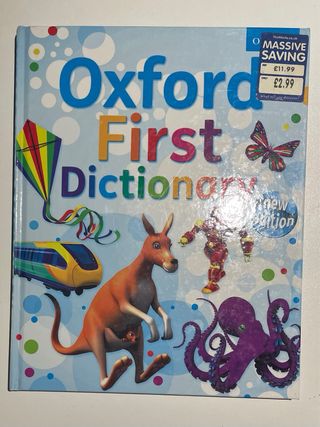 O
MASSIVE
SAVING
£11.99
£2.99
Oxford
First
Dictionary
new
edition